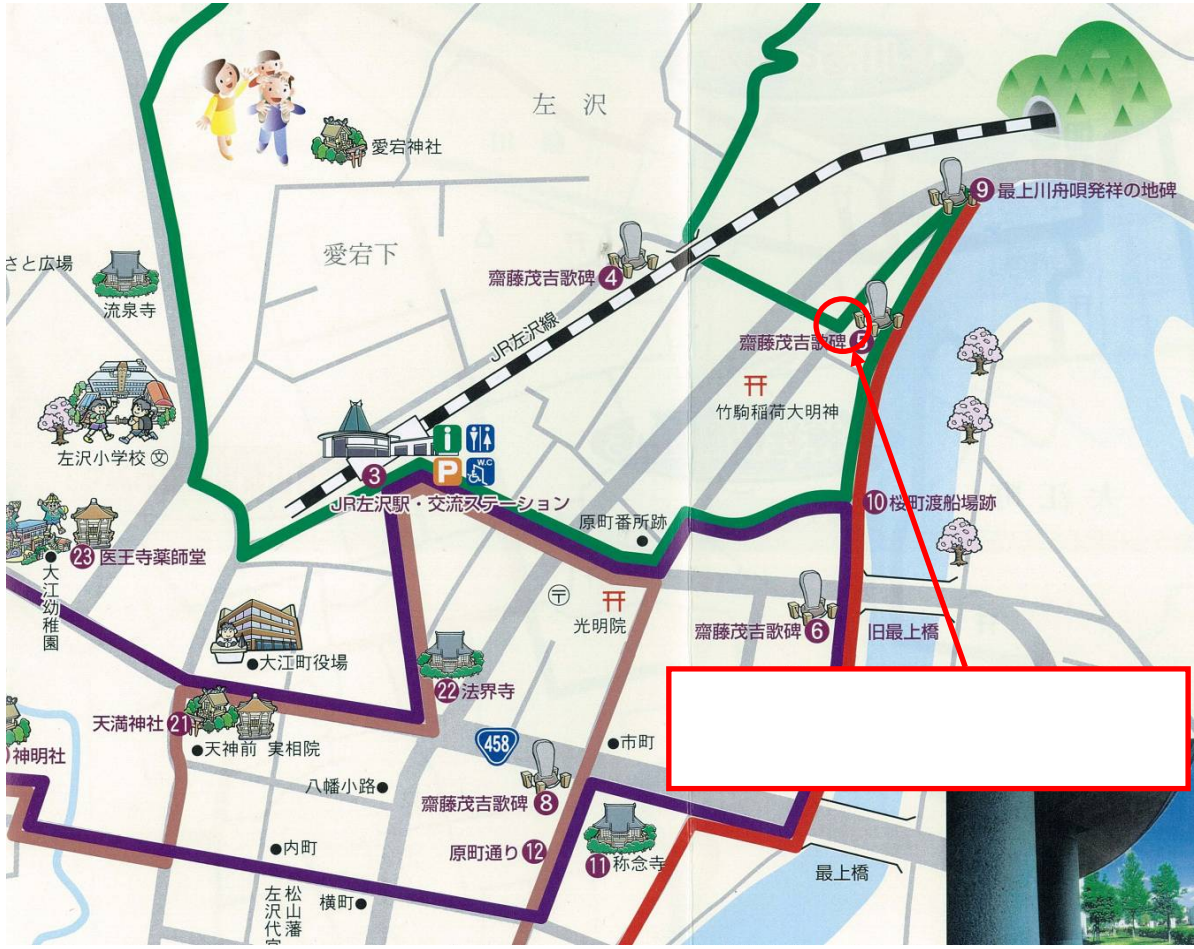 左沢
愛宕神社
愛宕下
さと広場
流泉寺
齋藤茂吉歌碑 4
9 最上川舟唄発祥の地碑
JR左沢線
齋藤茂吉歌碑 5
竹駒稲荷大明神
左沢小学校 文
i
P
W.C
3
JR左沢駅・交流ステーション
10 桜町渡船場跡
原町番所跡
23 医王寺薬師堂
大江幼稚園
〒
光明院
齋藤茂吉歌碑 6
旧最上橋
大江町役場
22 法界寺
天満神社 21
天神前 実相院
神明社
458
市町
八幡小路
齋藤茂吉歌碑 8
内町
原町通り 12
11 称念寺
最上橋
横町
松山藩
左沢代官